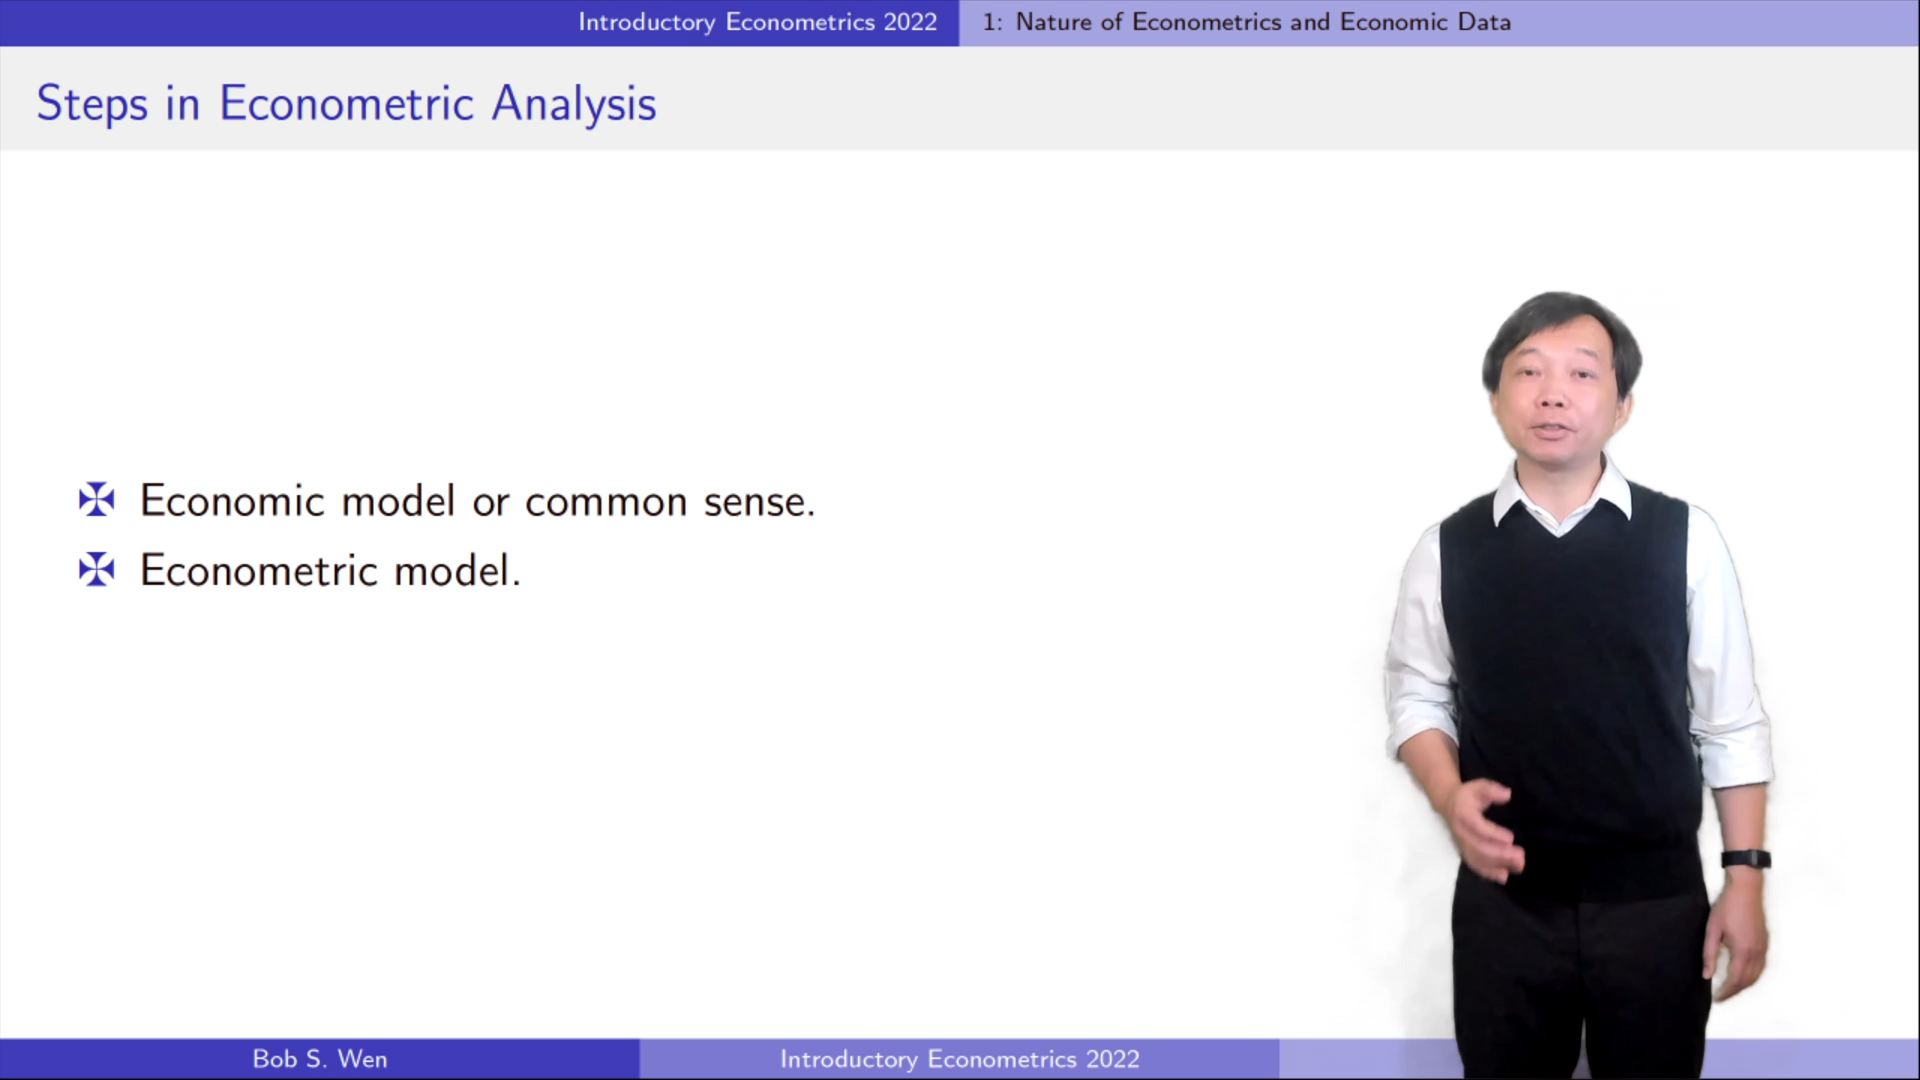 Introductory Econometrics 2022
1: Nature of Econometrics and Economic Data
Steps in Econometric Analysis
Economic model or common sense.
Econometric model.
Bob S. Wen
Introductory Econometrics 2022